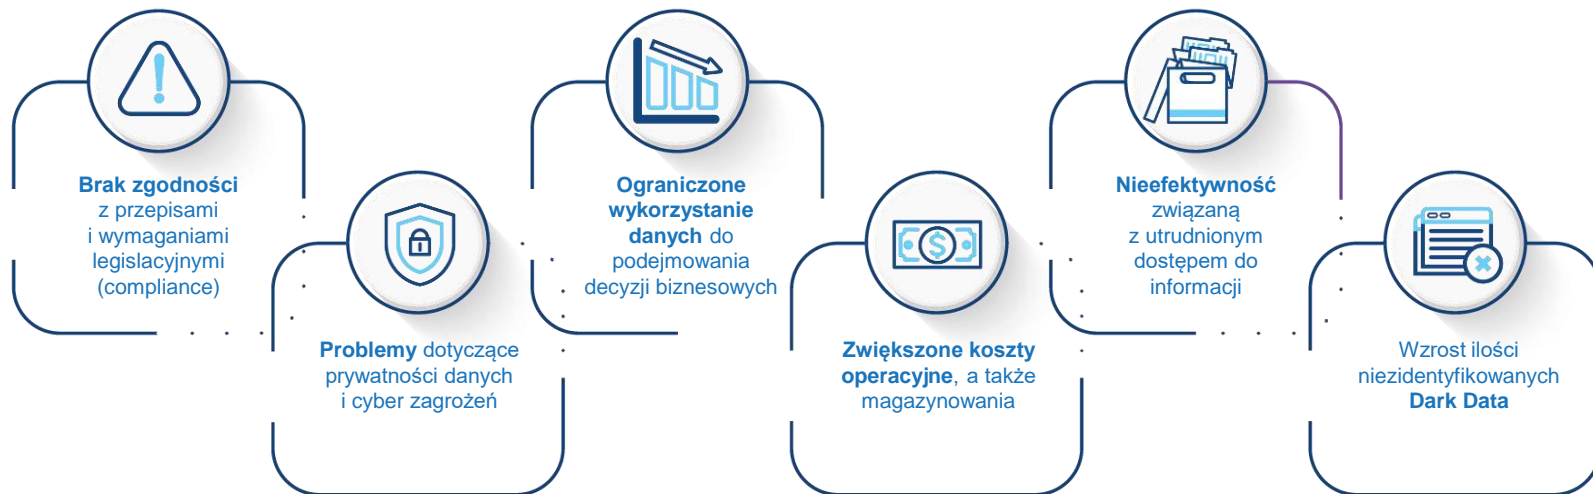 Brak zgodności
z przepisami
i wymaganiami
legislacyjnymi
(compliance)
Problemy dotyczące
prywatności danych
i cyber zagrożeń
Ograniczone
wykorzystanie
danych do
podejmowania
decyzji biznesowych
Zwiększone koszty
operacyjne, a także
magazynowania
Nieefektywność
związaną
z utrudnionym
dostępem do
informacji
Wzrost ilości
niezidentyfikowanych
Dark Data